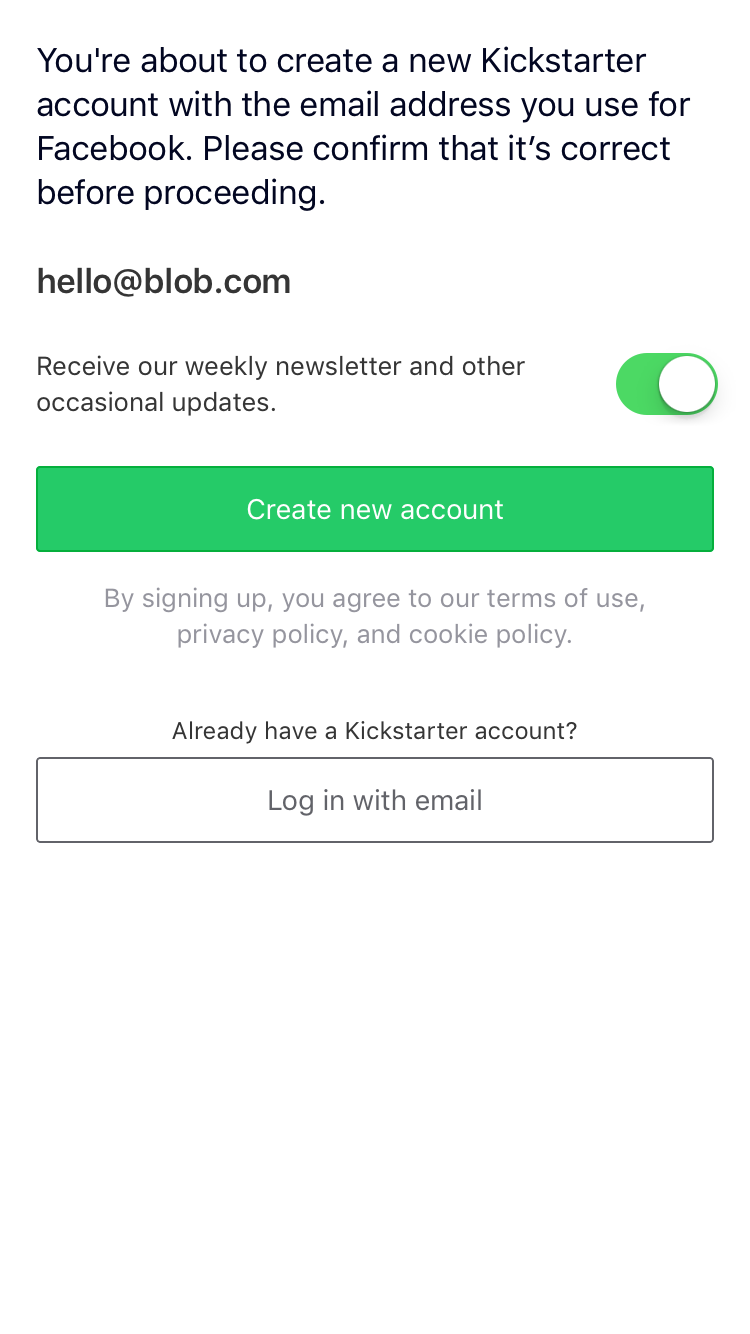 You're about to create a new Kickstarter
account with the email address you use for
Facebook. Please confirm that it’s correct
before proceeding.
hello@blob.com
Receive our weekly newsletter and other
occasional updates.
Create new account
By signing up, you agree to our terms of use,
privacy policy, and cookie policy.
Already have a Kickstarter account?
Log in with email